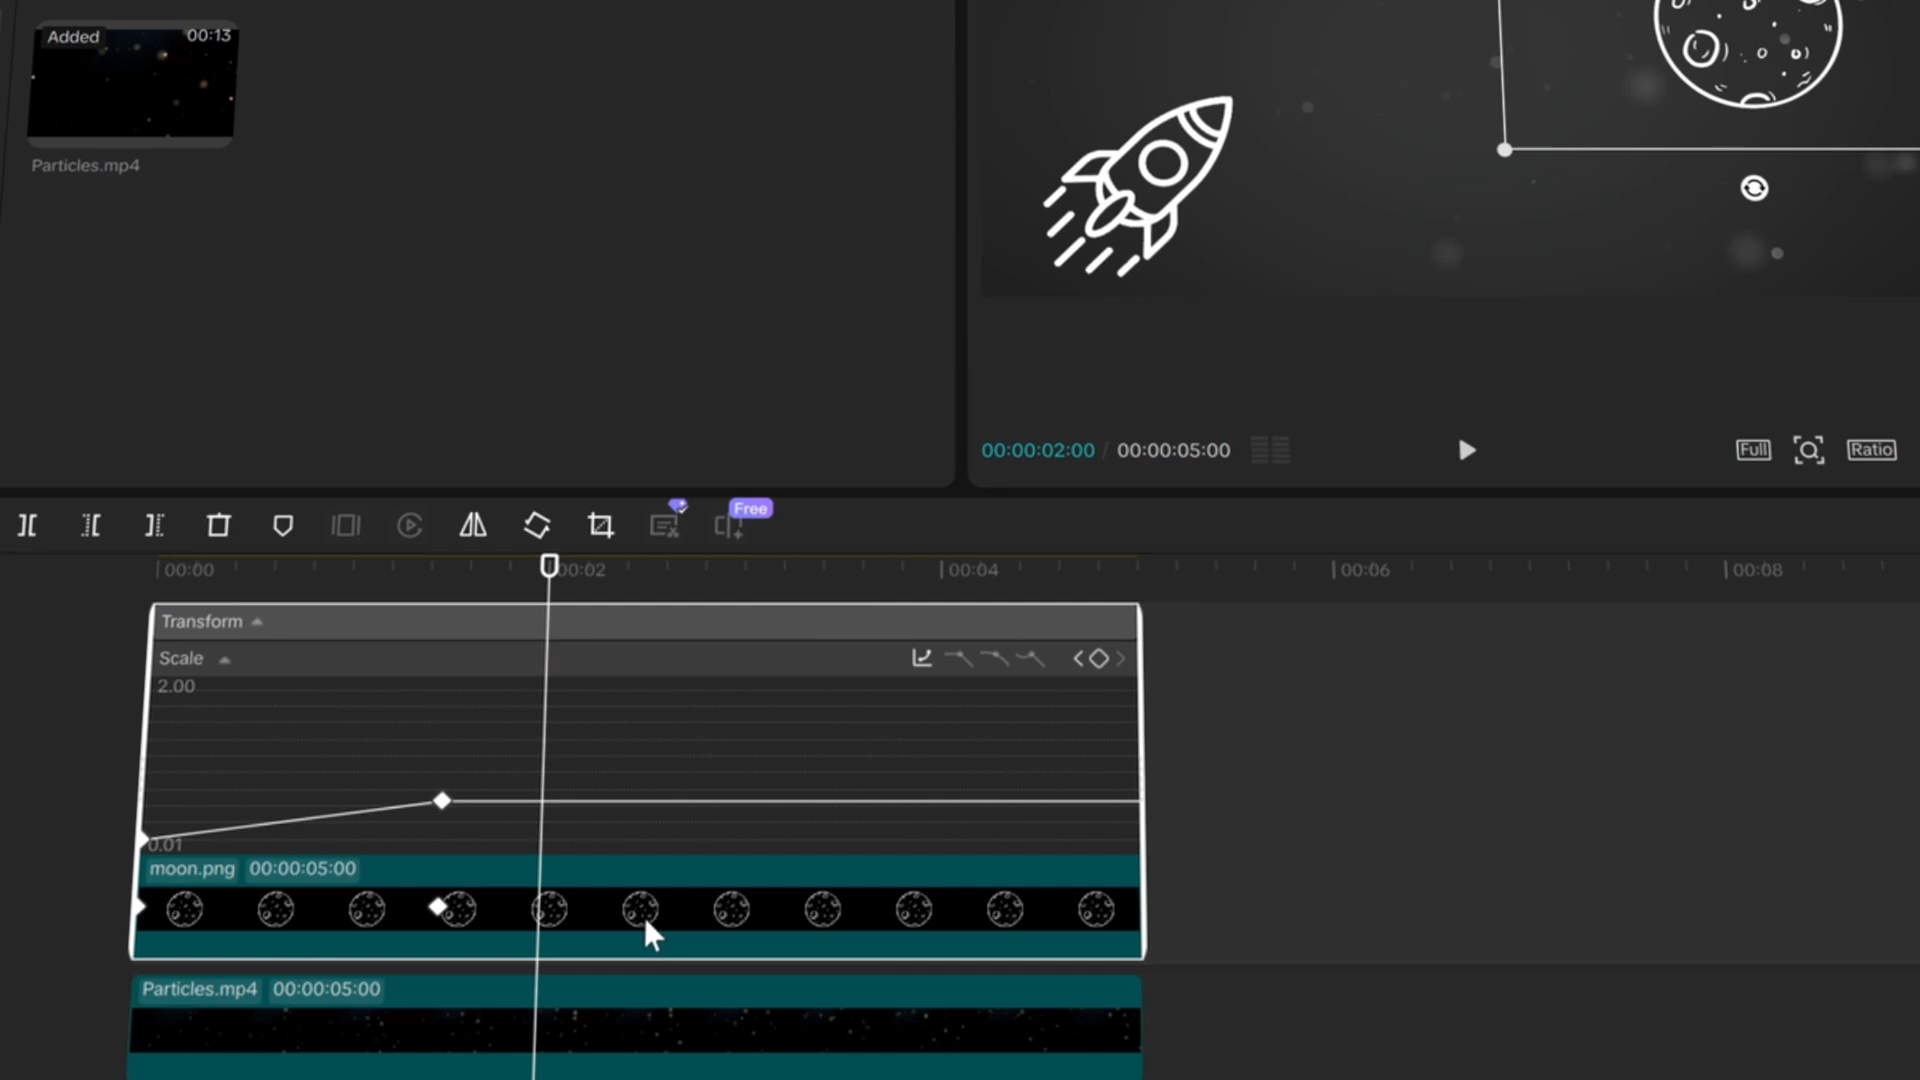 Added 00:13
Particles.mp4
00:00:02:00 / 00:00:05:00
Full
Ratio
Free
00:00 00:02 00:04 00:06 00:08
Transform
Scale
2.00
0.01
moon.png 00:00:05:00
Particles.mp4 00:00:05:00